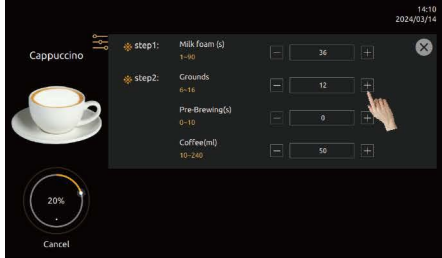 14:10
2024/03/14
Cappuccino
step1:
Milk foam (s)
1~90
36
step2:
Grounds
6~16
12
Pre-Brewing(s)
0~10
0
Coffee(ml)
10~240
50
20%
Cancel